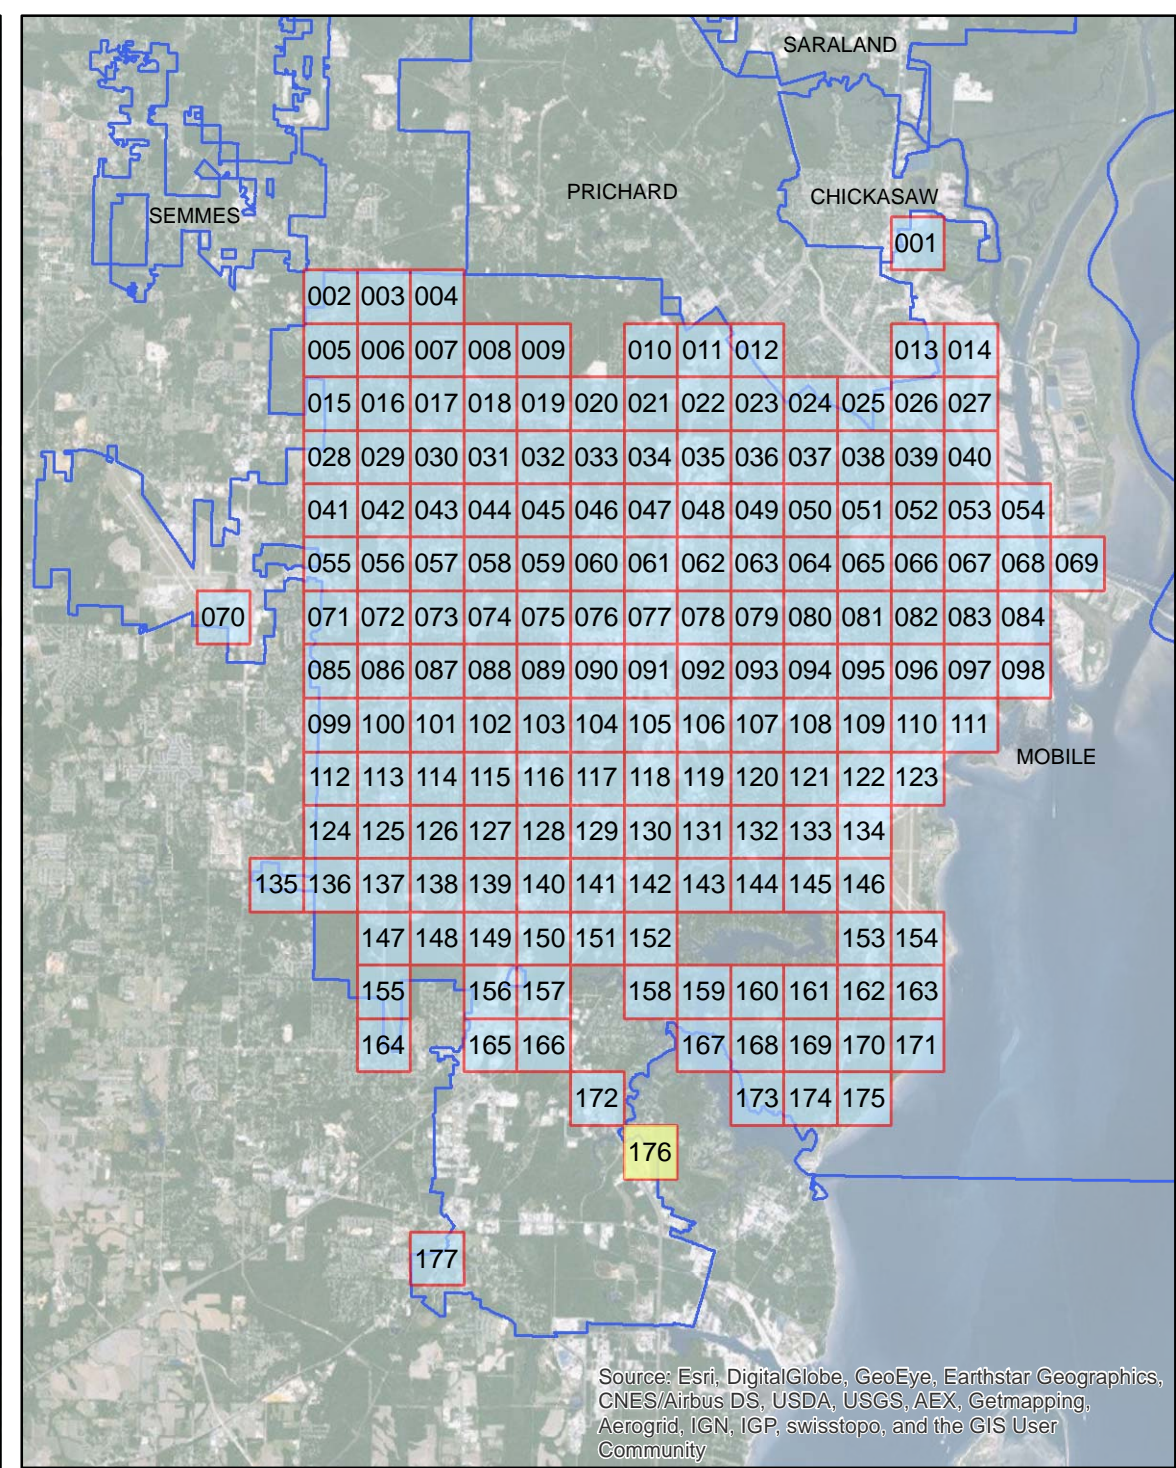 SARALAND
PRICHARD
CHICKASAW
SEMMES
001
002 003 004
005 006 007 008 009 010 011 012 013 014
015 016 017 018 019 020 021 022 023 024 025 026 027
028 029 030 031 032 033 034 035 036 037 038 039 040
041 042 043 044 045 046 047 048 049 050 051 052 053 054
055 056 057 058 059 060 061 062 063 064 065 066 067 068 069
070 071 072 073 074 075 076 077 078 079 080 081 082 083 084
085 086 087 088 089 090 091 092 093 094 095 096 097 098
099 100 101 102 103 104 105 106 107 108 109 110 111
MOBILE
112 113 114 115 116 117 118 119 120 121 122 123
124 125 126 127 128 129 130 131 132 133 134
135 136 137 138 139 140 141 142 143 144 145 146
147 148 149 150 151 152 153 154
155 156 157 158 159 160 161 162 163
164 165 166 167 168 169 170 171
172 173 174 175
176
177
Source: Esri, DigitalGlobe, GeoEye, Earthstar Geographics,
CNES/Airbus DS, USDA, USGS, AEX, Getmapping,
Aerogrid, IGN, IGP, swisstopo, and the GIS User
Community